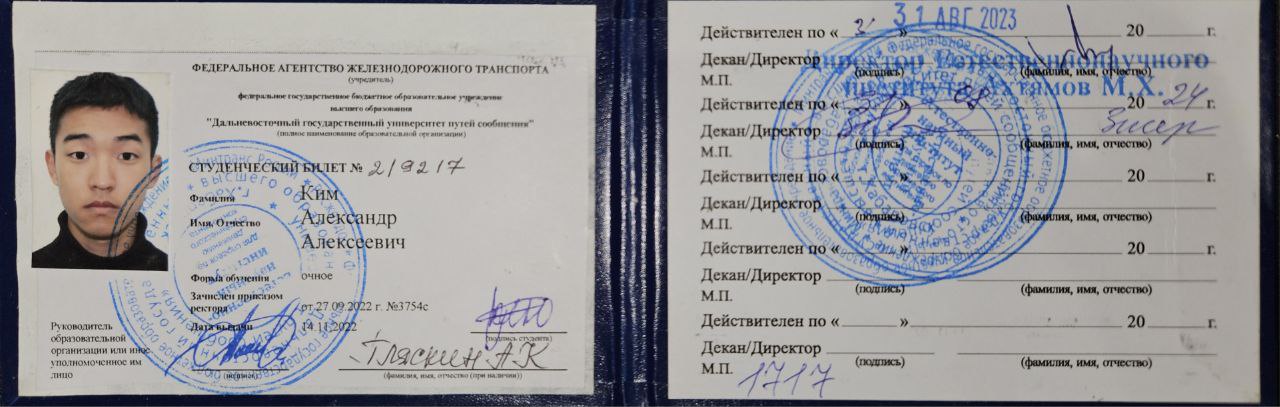 ФЕДЕРАЛЬНОЕ АГЕНТСТВО ЖЕЛЕЗНОДОРОЖНОГО ТРАНСПОРТА
(учредитель)
федеральное государственное бюджетное образовательное учреждение
высшего образования
"Дальневосточный государственный университет путей сообщения"
(полное наименование образовательной организации)
СТУДЕНЧЕСКИЙ БИЛЕТ № 219217
Фамилия Ким
Имя, Отчество Александр
Алексеевич
Форма обучения очное
Зачислен приказом
ректора от 27.09.2022 г. №3754с
Дата выдачи 14.11.2022
(подпись студента)
Руководитель
образовательной
организации или иное
уполномоченное им
лицо
(подпись)
Гляскин А К
(фамилия, имя, отчество (при наличии))
31 АВГ 2023
Действителен по « » 20 г.
Декан/Директор
Директор Естественнонаучного
М.П. (подпись) (фамилия, имя, отчество)
института Ахтямов М.Х.
Действителен по « » 08 20 24 г.
Декан/Директор
М.П. (подпись) (фамилия, имя, отчество)
Действителен по « » 20 г.
Декан/Директор
М.П. (подпись) (фамилия, имя, отчество)
Действителен по « » 20 г.
Декан/Директор
М.П. (подпись) (фамилия, имя, отчество)
Действителен по « » 20 г.
Декан/Директор
М.П. (подпись) (фамилия, имя, отчество)
1717